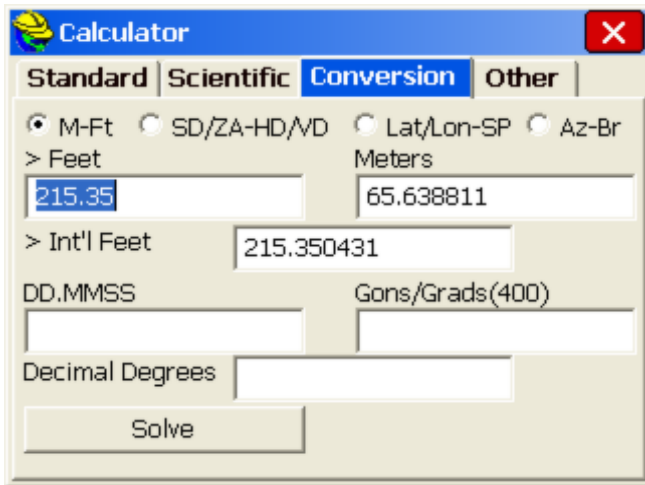 Calculator
Standard Scientific Conversion Other
M-Ft SD/ZA-HD/VD Lat/Lon-SP Az-Br
> Feet Meters
215.35 65.638811
> Int'l Feet 215.350431
DD.MMSS Gons/Grads(400)
Decimal Degrees
Solve